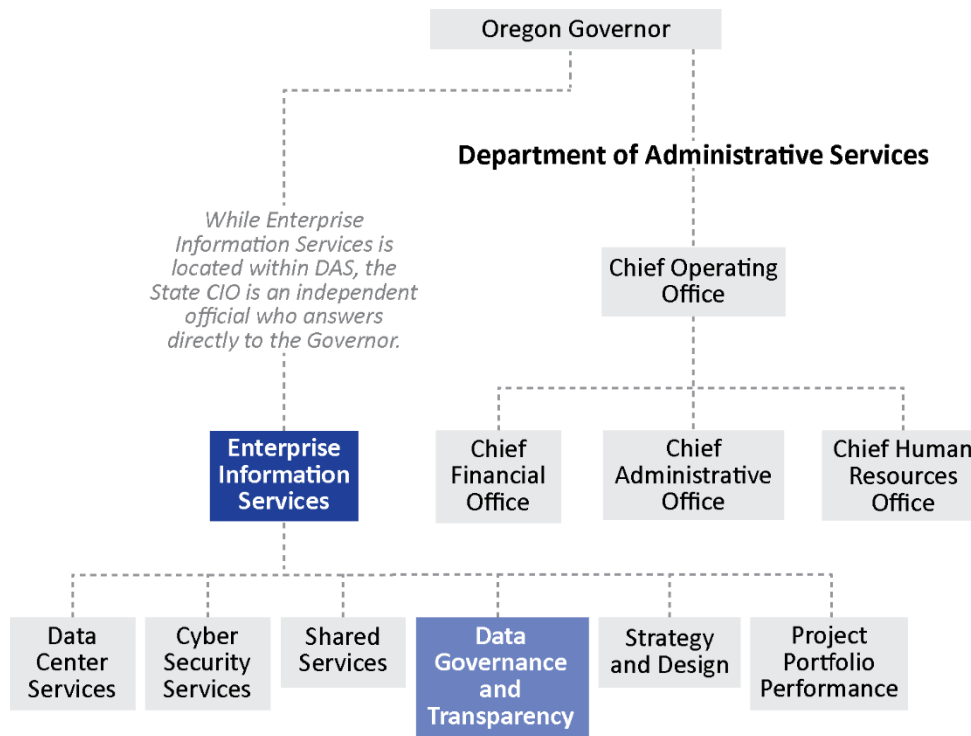 Oregon Governor
Department of Administrative Services
While Enterprise
Information Services is
located within DAS, the
State CIO is an independent
official who answers
directly to the Governor.
Chief Operating
Office
Enterprise
Information
Services
Chief
Financial
Office
Chief
Administrative
Office
Chief Human
Resources
Office
Data
Center
Services
Cyber
Security
Services
Shared
Services
Data
Governance
and
Transparency
Strategy
and Design
Project
Portfolio
Performance